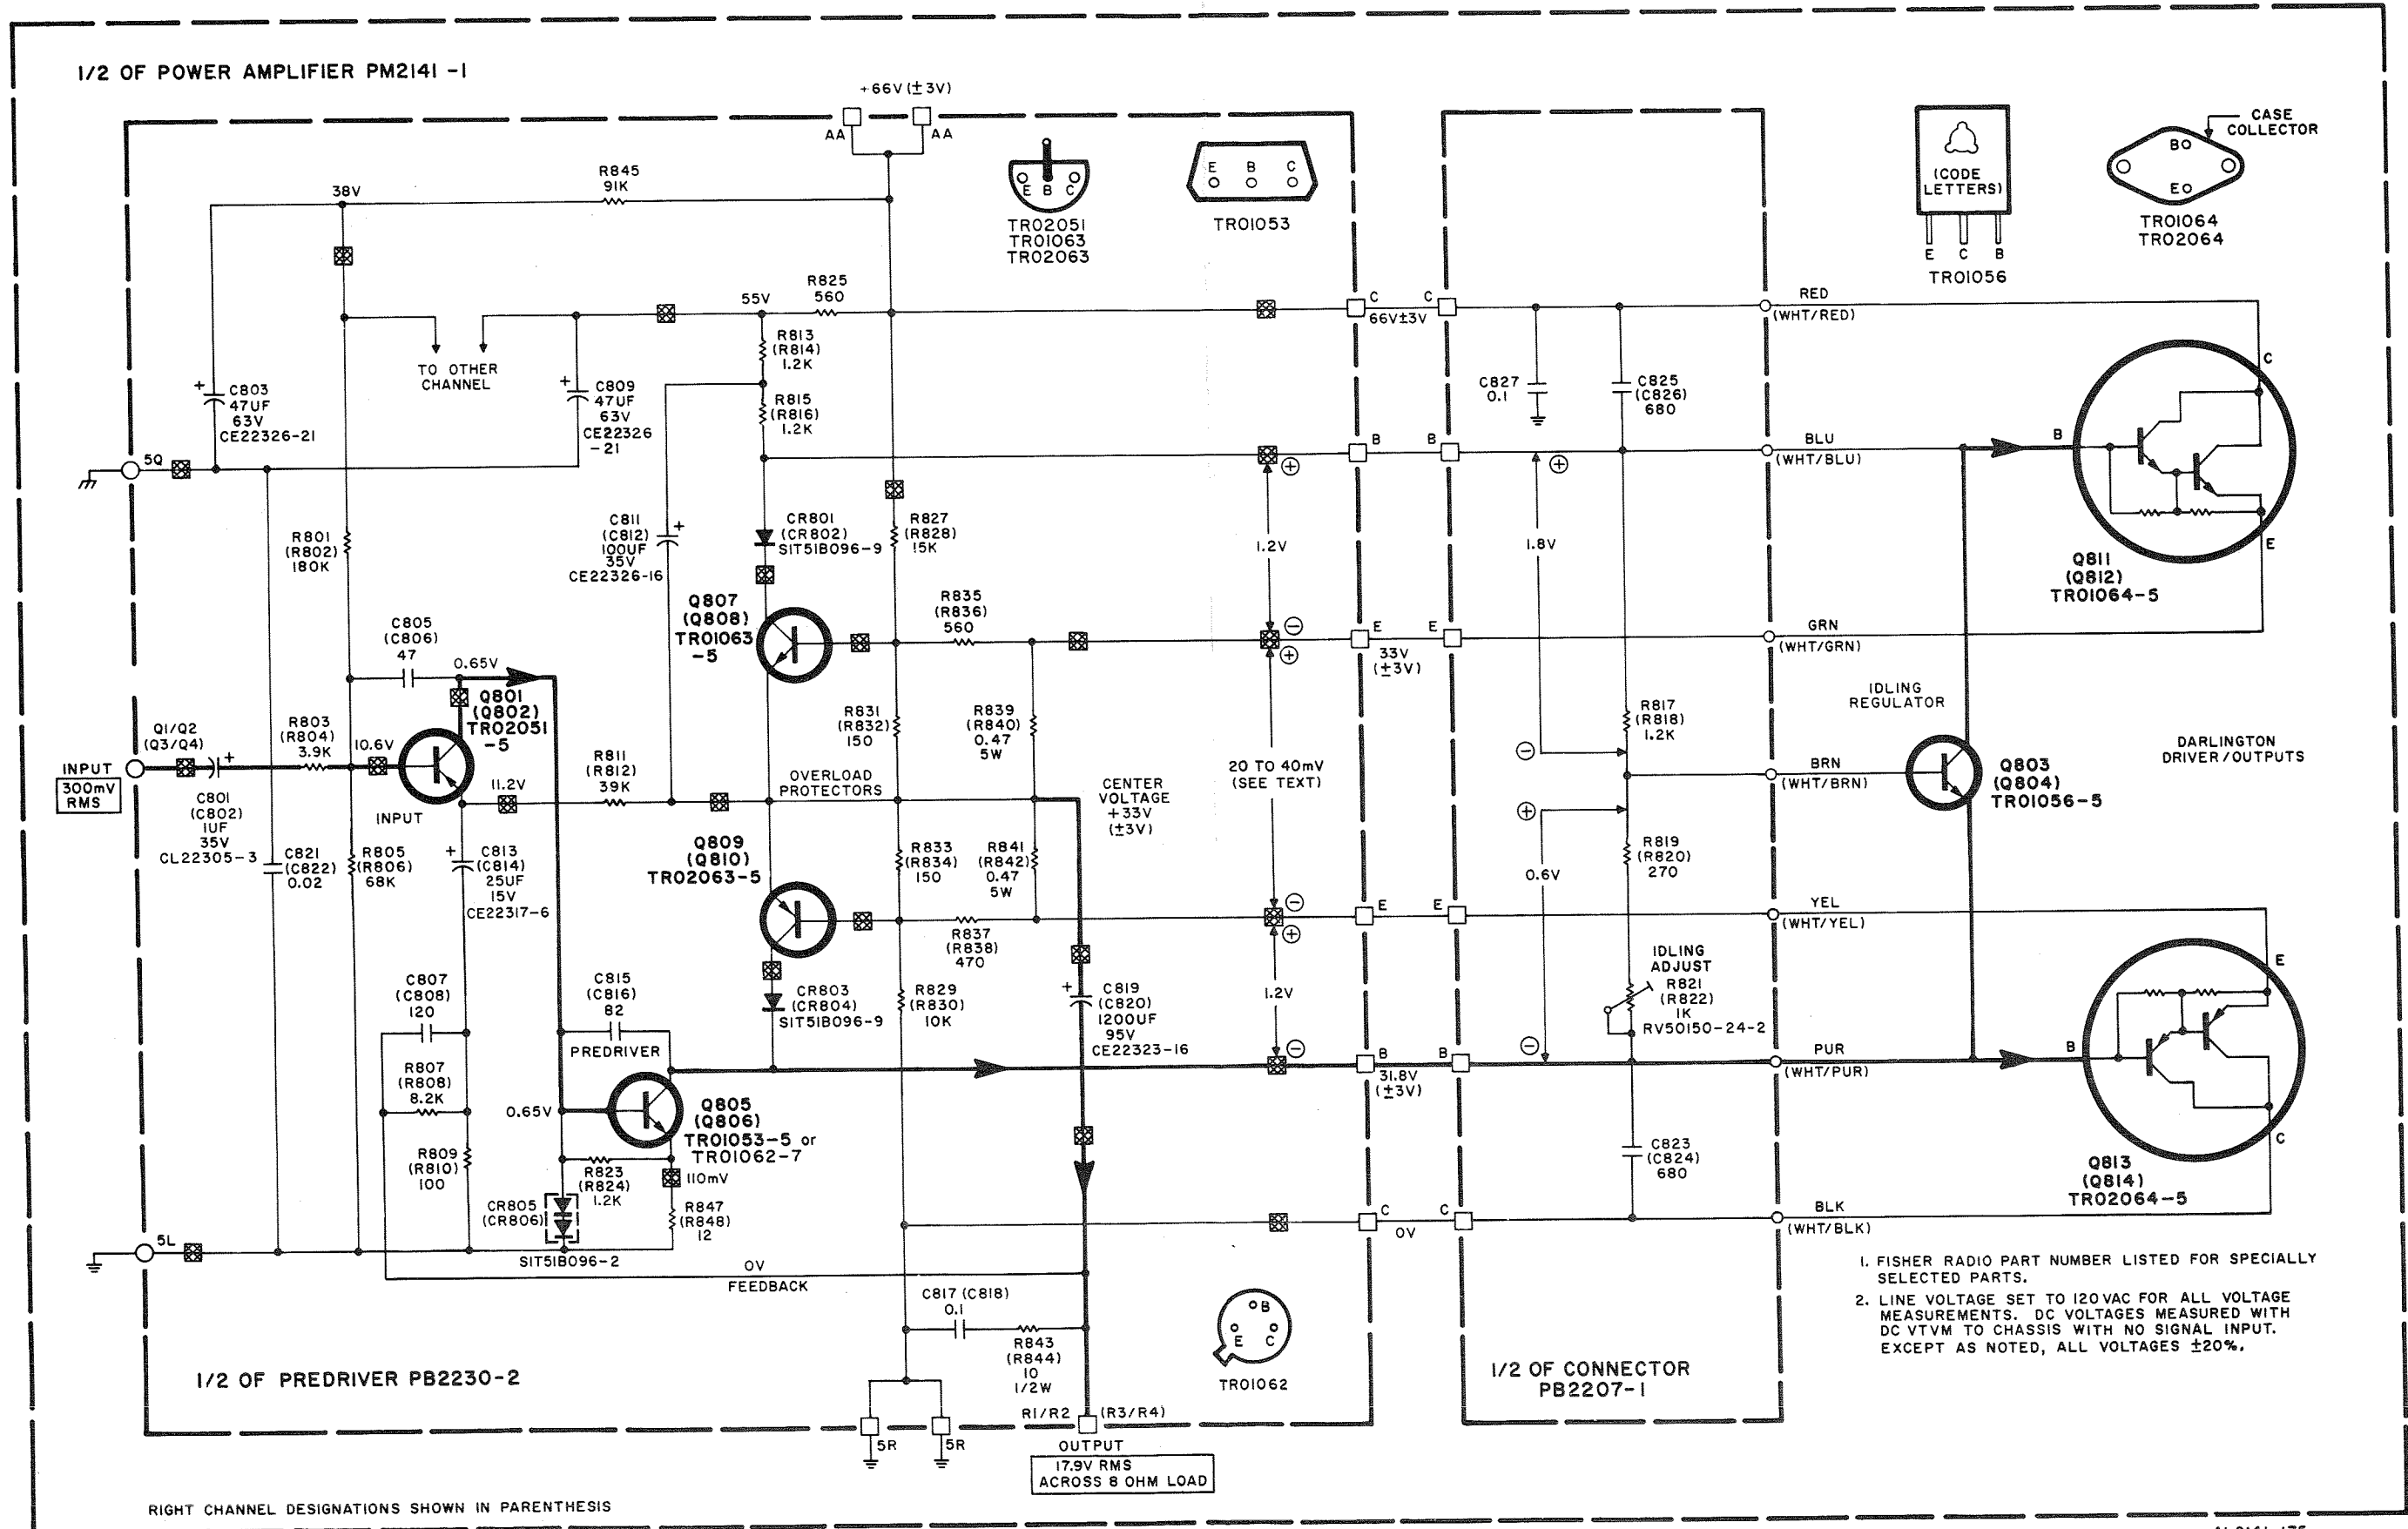 1/2 OF POWER AMPLIFIER PM2141 -1
+66V (±3V)
AA
AA
R845
91K
38V
E B C
TR02051
TR01063
TR02063
E B C
TR01053
(CODE
LETTERS)
E C B
TR01056
CASE
COLLECTOR
B
E
TR01064
TR02064
TO OTHER
CHANNEL
55V
R825
560
R813
(R814)
1.2K
R815
(R816)
1.2K
C
66V±3V
C
RED
(WHT/RED)
C803
47UF
63V
CE22326-21
+
C809
47UF
63V
CE22326
-21
+
C827
0.1
C825
(C826)
680
5Q
B
B
BLU
(WHT/BLU)
B
C
E
Q811
(Q812)
TR01064-5
R801
(R802)
180K
C811
(C812)
100UF
35V
CE22326-16
+
CR801
(CR802)
SIT51B096-9
R827
(R828)
15K
+
1.2V
−
+
1.8V
−
Q807
(Q808)
TR01063
-5
R835
(R836)
560
E
33V
(±3V)
E
GRN
(WHT/GRN)
C805
(C806)
47
0.65V
Q801
(Q802)
TR02051
-5
INPUT
INPUT
300mV
RMS
Q1/Q2
(Q3/Q4)
+
C801
(C802)
1UF
35V
CL22305-3
R803
(R804)
3.9K
10.6V
11.2V
R811
(R812)
39K
OVERLOAD
PROTECTORS
R831
(R832)
150
R839
(R840)
0.47
5W
CENTER
VOLTAGE
+33V
(±3V)
+
20 TO 40mV
(SEE TEXT)
−
R817
(R818)
1.2K
IDLING
REGULATOR
BRN
(WHT/BRN)
Q803
(Q804)
TR01056-5
DARLINGTON
DRIVER/OUTPUTS
C821
(C822)
0.02
R805
(R806)
68K
+
C813
(C814)
25UF
15V
CE22317-6
Q809
(Q810)
TR02063-5
R833
(R834)
150
R841
(R842)
0.47
5W
+
0.6V
−
R819
(R820)
270
E
E
YEL
(WHT/YEL)
R837
(R838)
470
+
1.2V
−
IDLING
ADJUST
R821
(R822)
1K
RV50150-24-2
C807
(C808)
120
C815
(C816)
82
PREDRIVER
CR803
(CR804)
SIT51B096-9
R829
(R830)
10K
+
C819
(C820)
1200UF
95V
CE22323-16
B
31.8V
(±3V)
B
PUR
(WHT/PUR)
B
E
C
Q813
(Q814)
TR02064-5
R807
(R808)
8.2K
0.65V
Q805
(Q806)
TR01053-5 or
TR01062-7
R809
(R810)
100
R823
(R824)
1.2K
110mV
CR805
(CR806)
SIT51B096-2
R847
(R848)
12
C823
(C824)
680
C
0V
C
BLK
(WHT/BLK)
5L
0V
FEEDBACK
C817 (C818)
0.1
R843
(R844)
10
1/2W
B
E C
TR01062
1. FISHER RADIO PART NUMBER LISTED FOR SPECIALLY
SELECTED PARTS.
2. LINE VOLTAGE SET TO 120 VAC FOR ALL VOLTAGE
MEASUREMENTS. DC VOLTAGES MEASURED WITH
DC VTVM TO CHASSIS WITH NO SIGNAL INPUT.
EXCEPT AS NOTED, ALL VOLTAGES ±20%.
1/2 OF PREDRIVER PB2230-2
1/2 OF CONNECTOR
PB2207-1
5R
5R
R1/R2 (R3/R4)
OUTPUT
17.9V RMS
ACROSS 8 OHM LOAD
RIGHT CHANNEL DESIGNATIONS SHOWN IN PARENTHESIS